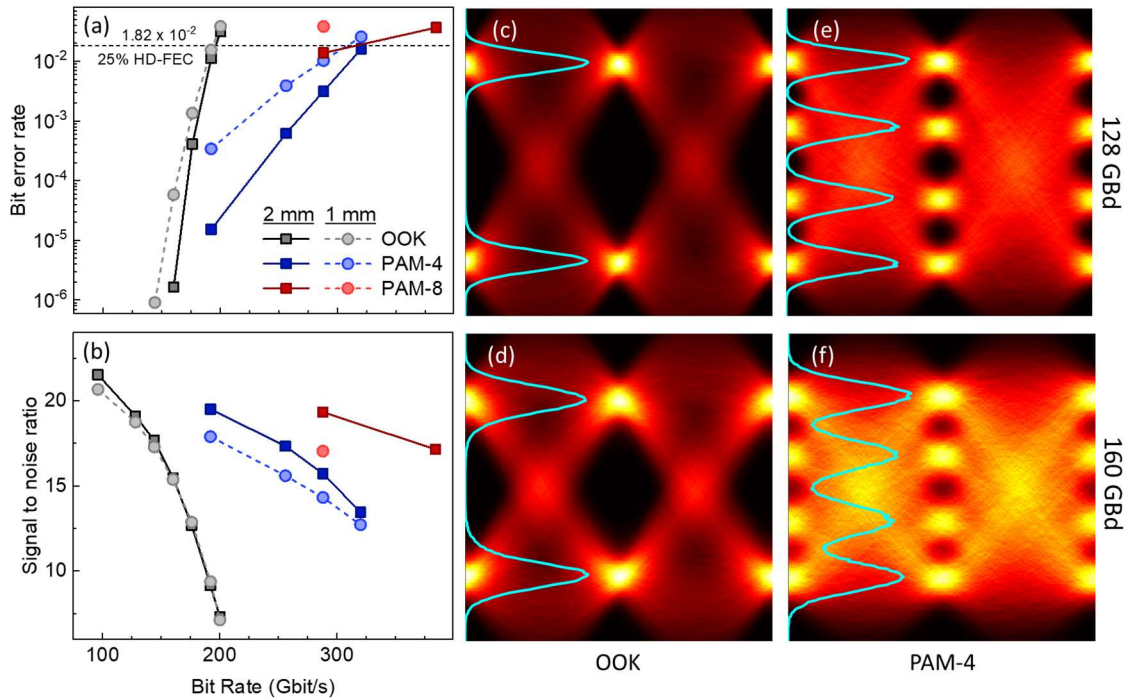 (a)
1.82 x 10⁻²
25% HD-FEC
10⁻²
10⁻³
10⁻⁴
10⁻⁵
10⁻⁶
Bit error rate
2 mm 1 mm
OOK
PAM-4
PAM-8
(b)
20
15
10
Signal to noise ratio
100 200 300
Bit Rate (Gbit/s)
(c)
(e)
128 GBd
(d)
(f)
160 GBd
OOK
PAM-4